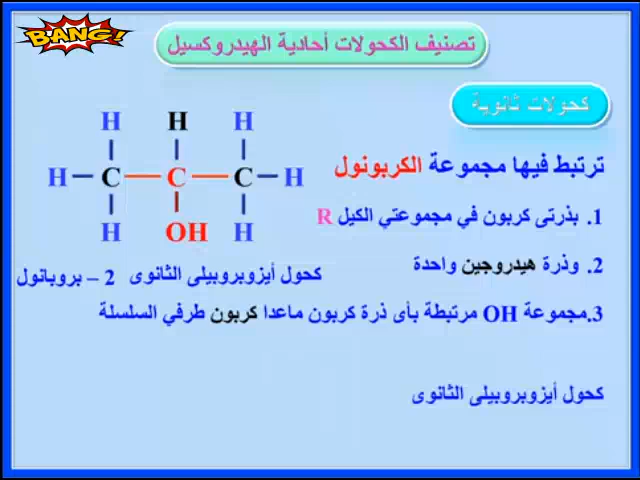 BANG!
تصنيف الكحولات أحادية الهيدروكسيل
كحولات ثانوية
ترتبط فيها مجموعة الكربونول
1. بذرتى كربون في مجموعتي الكيل R
2. وذرة هيدروجين واحدة
3.مجموعة OH مرتبطة بأى ذرة كربون ماعدا كربون طرفي السلسلة
H H H
H C C C H
H OH H
كحول أيزوبروبيلى الثانوى 2 – بروبانول
كحول أيزوبروبيلى الثانوى